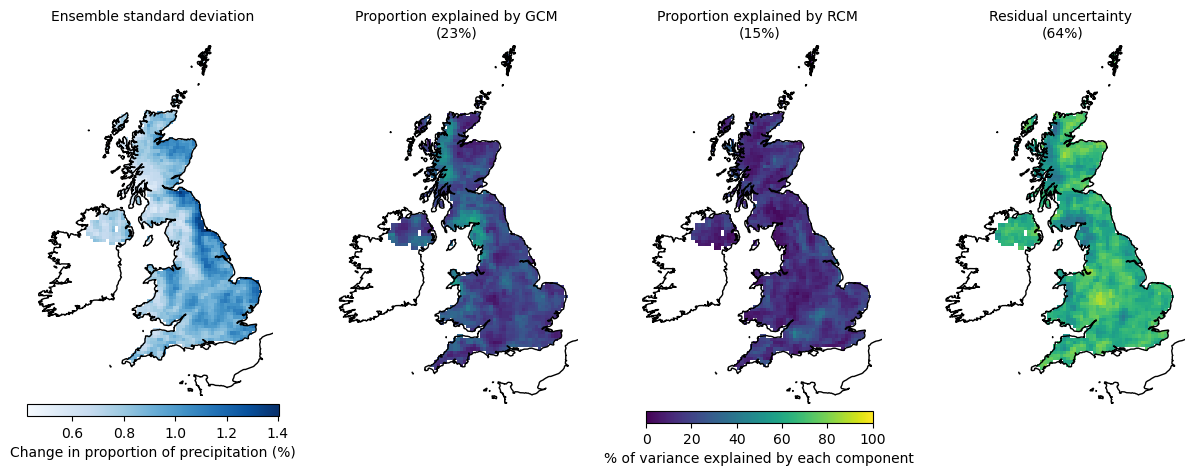 Ensemble standard deviation
Proportion explained by GCM
(23%)
Proportion explained by RCM
(15%)
Residual uncertainty
(64%)
0.6 0.8 1.0 1.2 1.4
Change in proportion of precipitation (%)
0 20 40 60 80 100
% of variance explained by each component